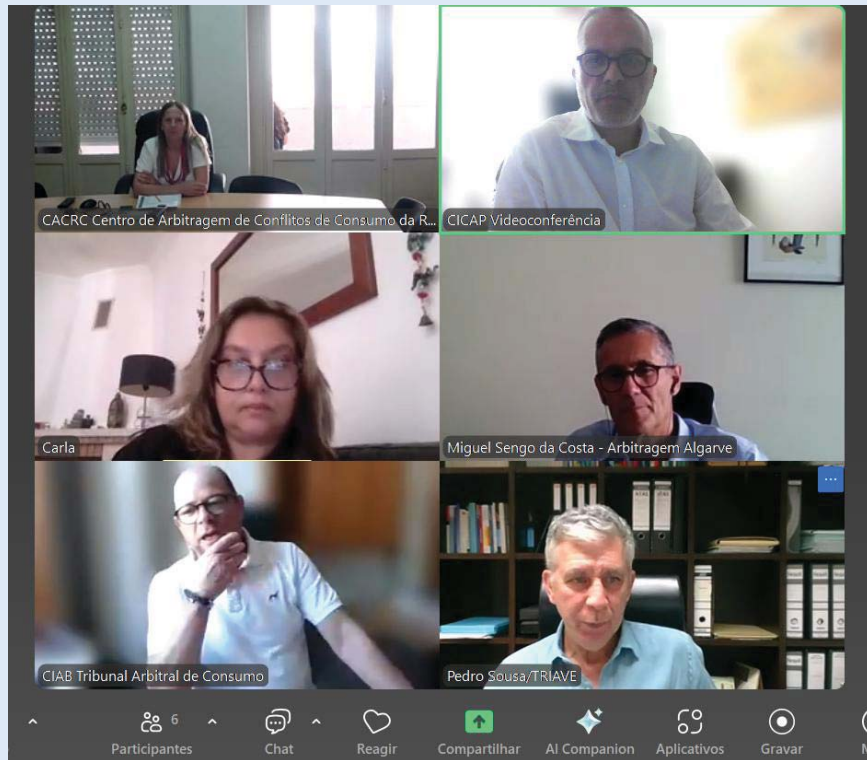 CACRC Centro de Arbitragem de Conflitos de Consumo da R...
CICAP Videoconferência
Carla
Miguel Sengo da Costa - Arbitragem Algarve
CIAB Tribunal Arbitral de Consumo
Pedro Sousa/TRIAVE
6
Participantes
Chat
Reagir
Compartilhar
AI Companion
Aplicativos
Gravar